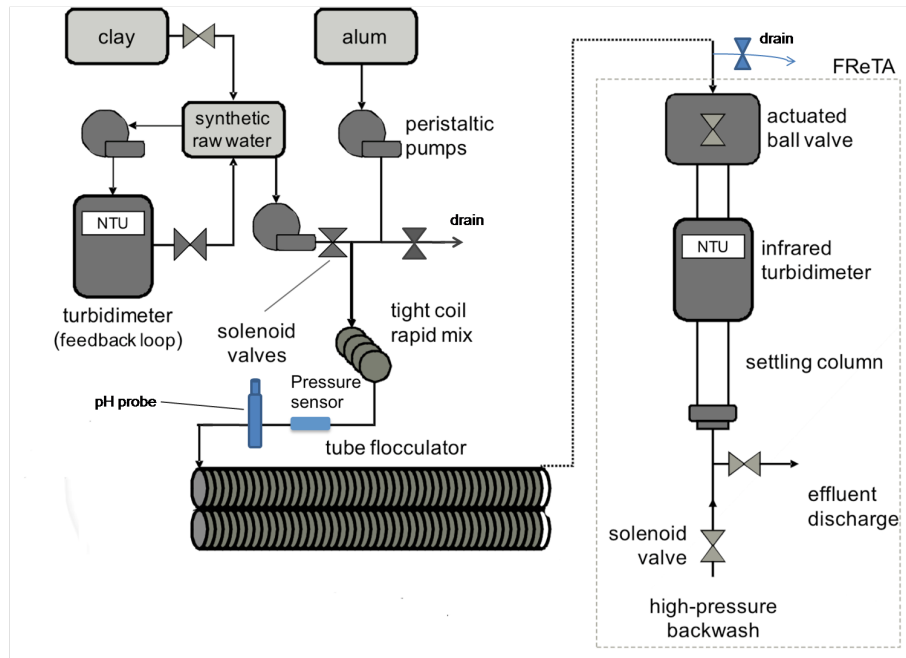 clay
alum
drain
FReTA
synthetic
raw water
peristaltic
pumps
actuated
ball valve
NTU
drain
NTU
infrared
turbidimeter
turbidimeter
(feedback loop)
solenoid
valves
tight coil
rapid mix
settling column
Pressure
sensor
pH probe
tube flocculator
effluent
discharge
solenoid
valve
high-pressure
backwash